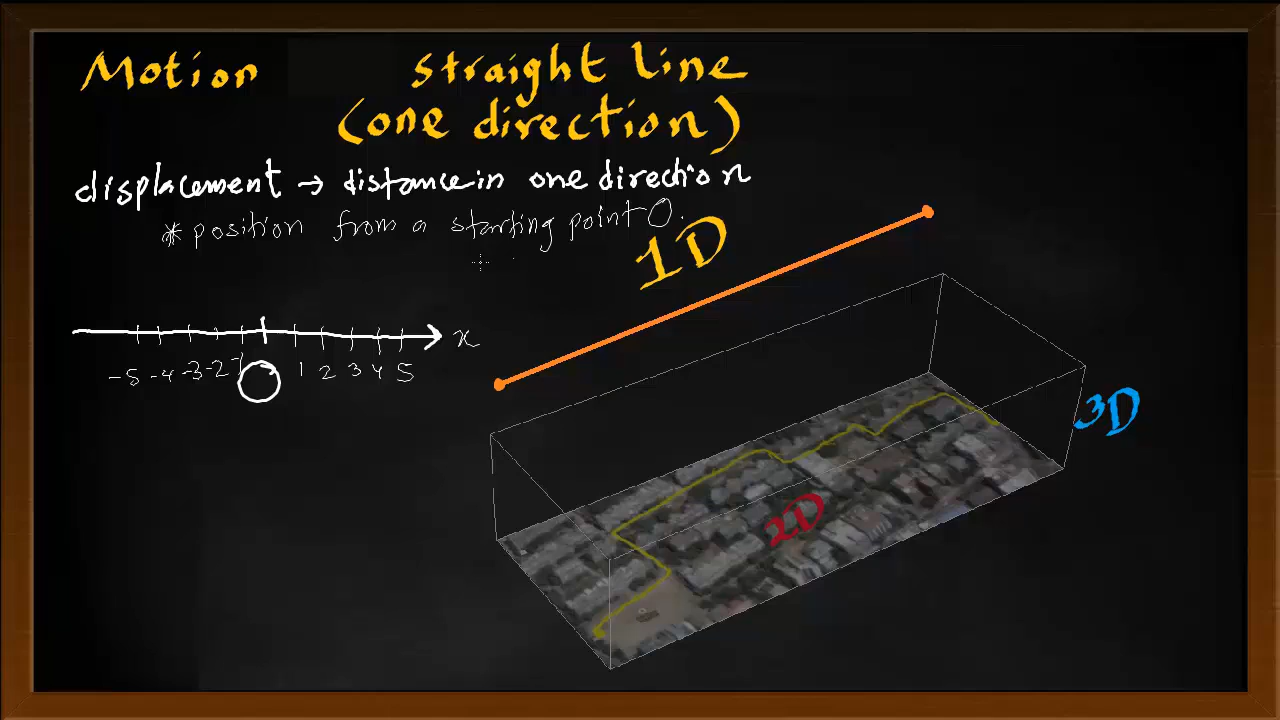 Motion straight line
(one direction)
displacement → distance in one direction
* position from a starting point O.
1D
x
-5 -4 -3 -2 -1 O 1 2 3 4 5
3D
2D